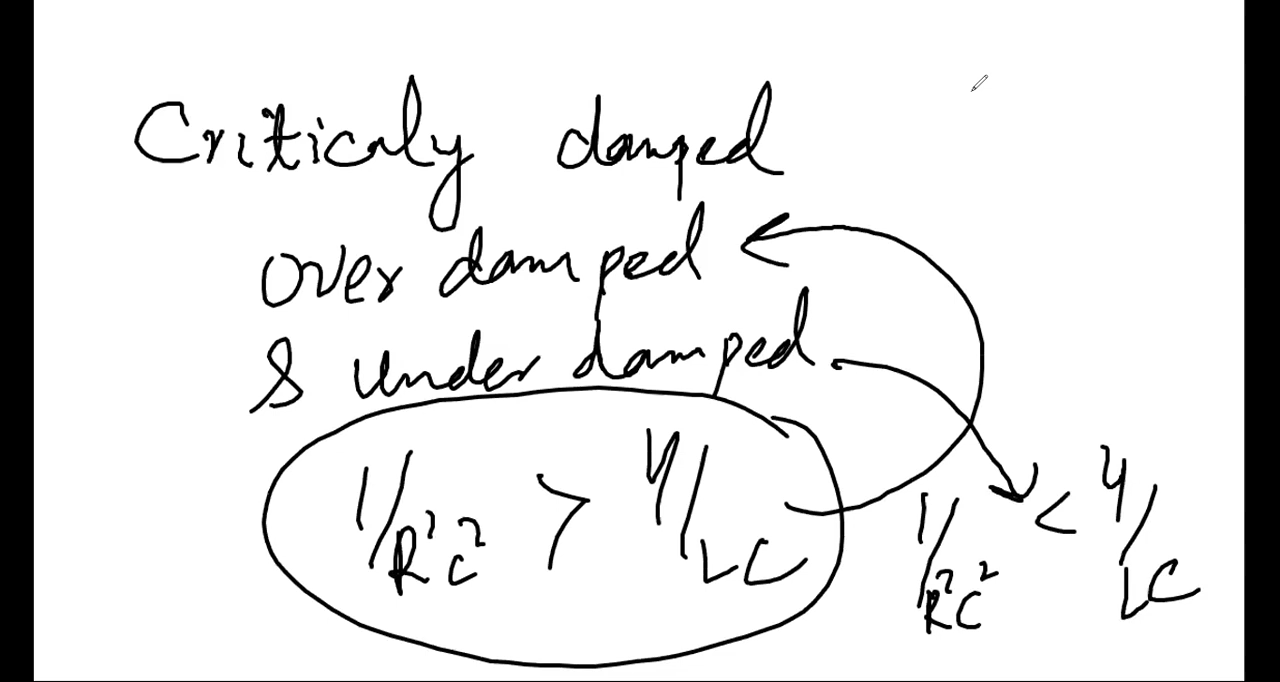 Criticaly damped
over damped
& under damped
1/R²C² > 4/LC
1/R²C² < 4/LC